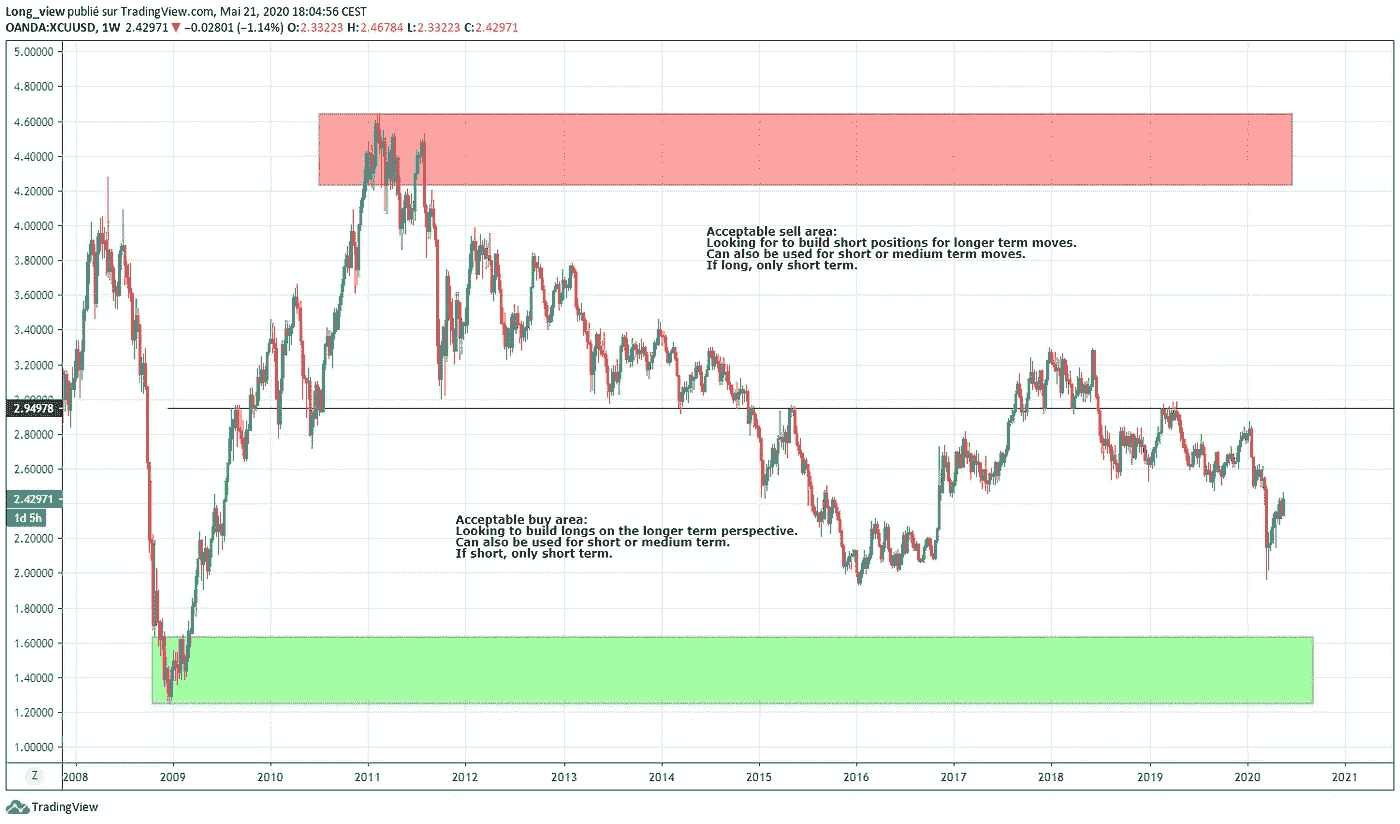 Long_view publié sur TradingView.com, Mai 21, 2020 18:04:56 CEST
OANDA:XCUUSD, 1W 2.42971 ▼ −0.02801 (−1.14%) O:2.33223 H:2.46784 L:2.33223 C:2.42971
5.00000
4.80000
4.60000
4.40000
4.20000
4.00000
3.80000
3.60000
3.40000
3.20000
2.94978
2.80000
2.60000
2.42971
1d 5h
2.20000
2.00000
1.80000
1.60000
1.40000
1.20000
1.00000
Acceptable sell area:
Looking for to build short positions for longer term moves.
Can also be used for short or medium term moves.
If long, only short term.
Acceptable buy area:
Looking to build longs on the longer term perspective.
Can also be used for short or medium term.
If short, only short term.
Z 2008 2009 2010 2011 2012 2013 2014 2015 2016 2017 2018 2019 2020 2021
TradingView